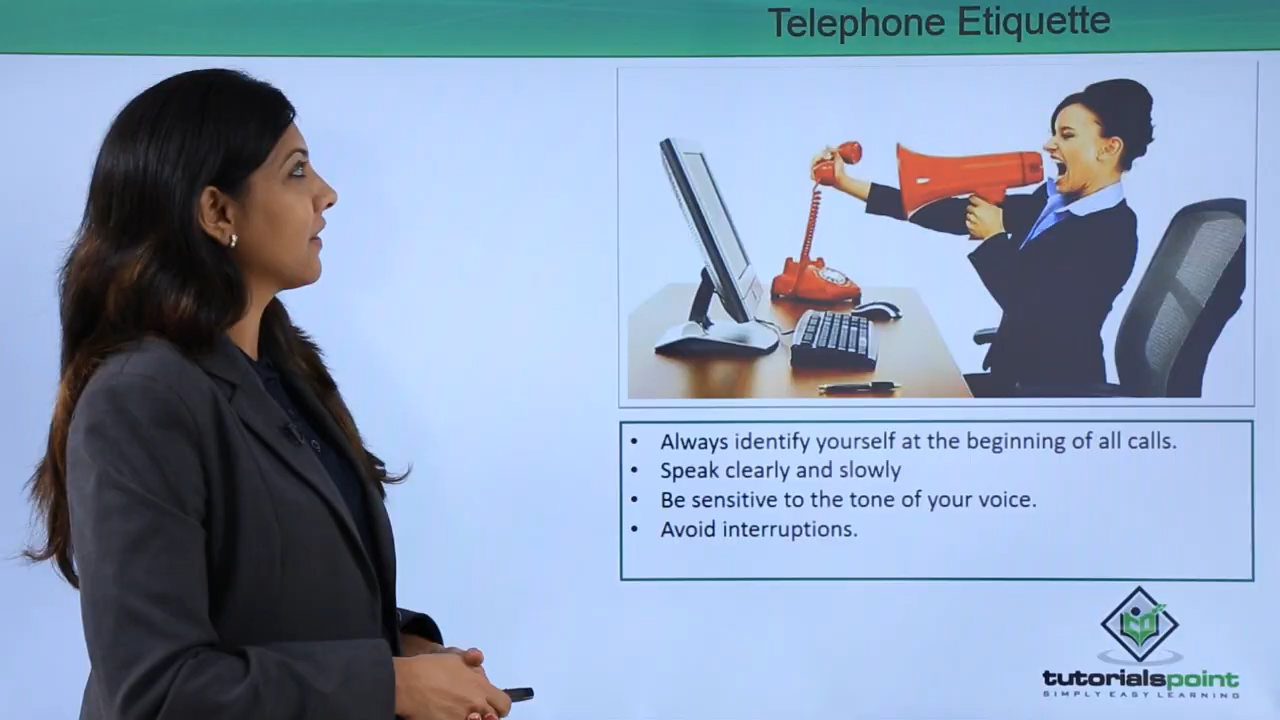 Telephone Etiquette
• Always identify yourself at the beginning of all calls.
• Speak clearly and slowly
• Be sensitive to the tone of your voice.
• Avoid interruptions.
tutorialspoint
SIMPLY EASY LEARNING